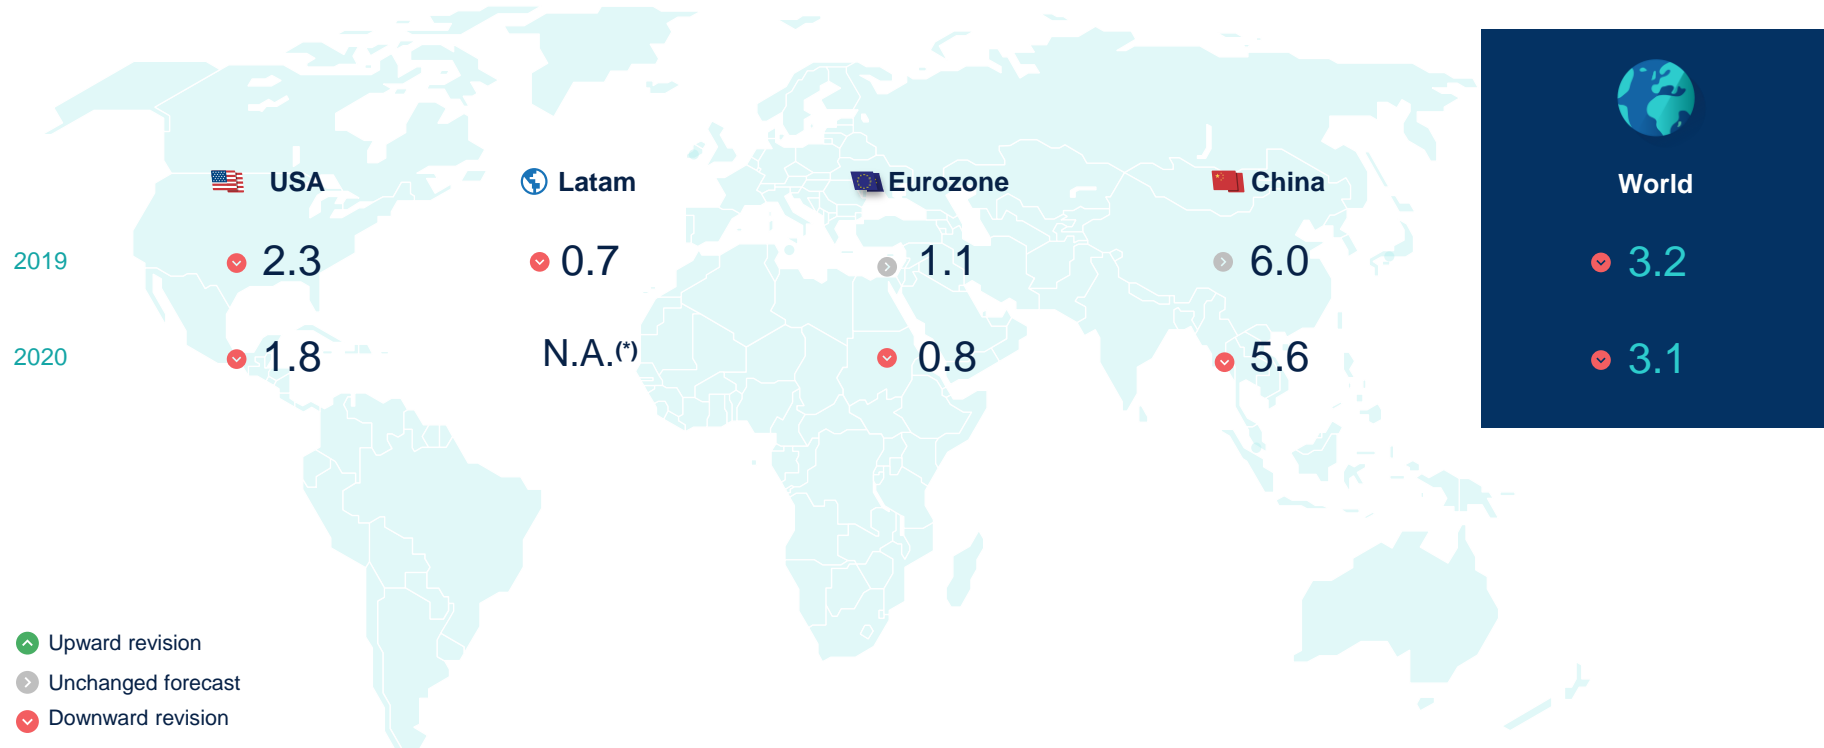 USA Latam Eurozone China World
2019 2.3 0.7 1.1 6.0 3.2
2020 1.8 N.A.(*) 0.8 5.6 3.1
Upward revision
Unchanged forecast
Downward revision